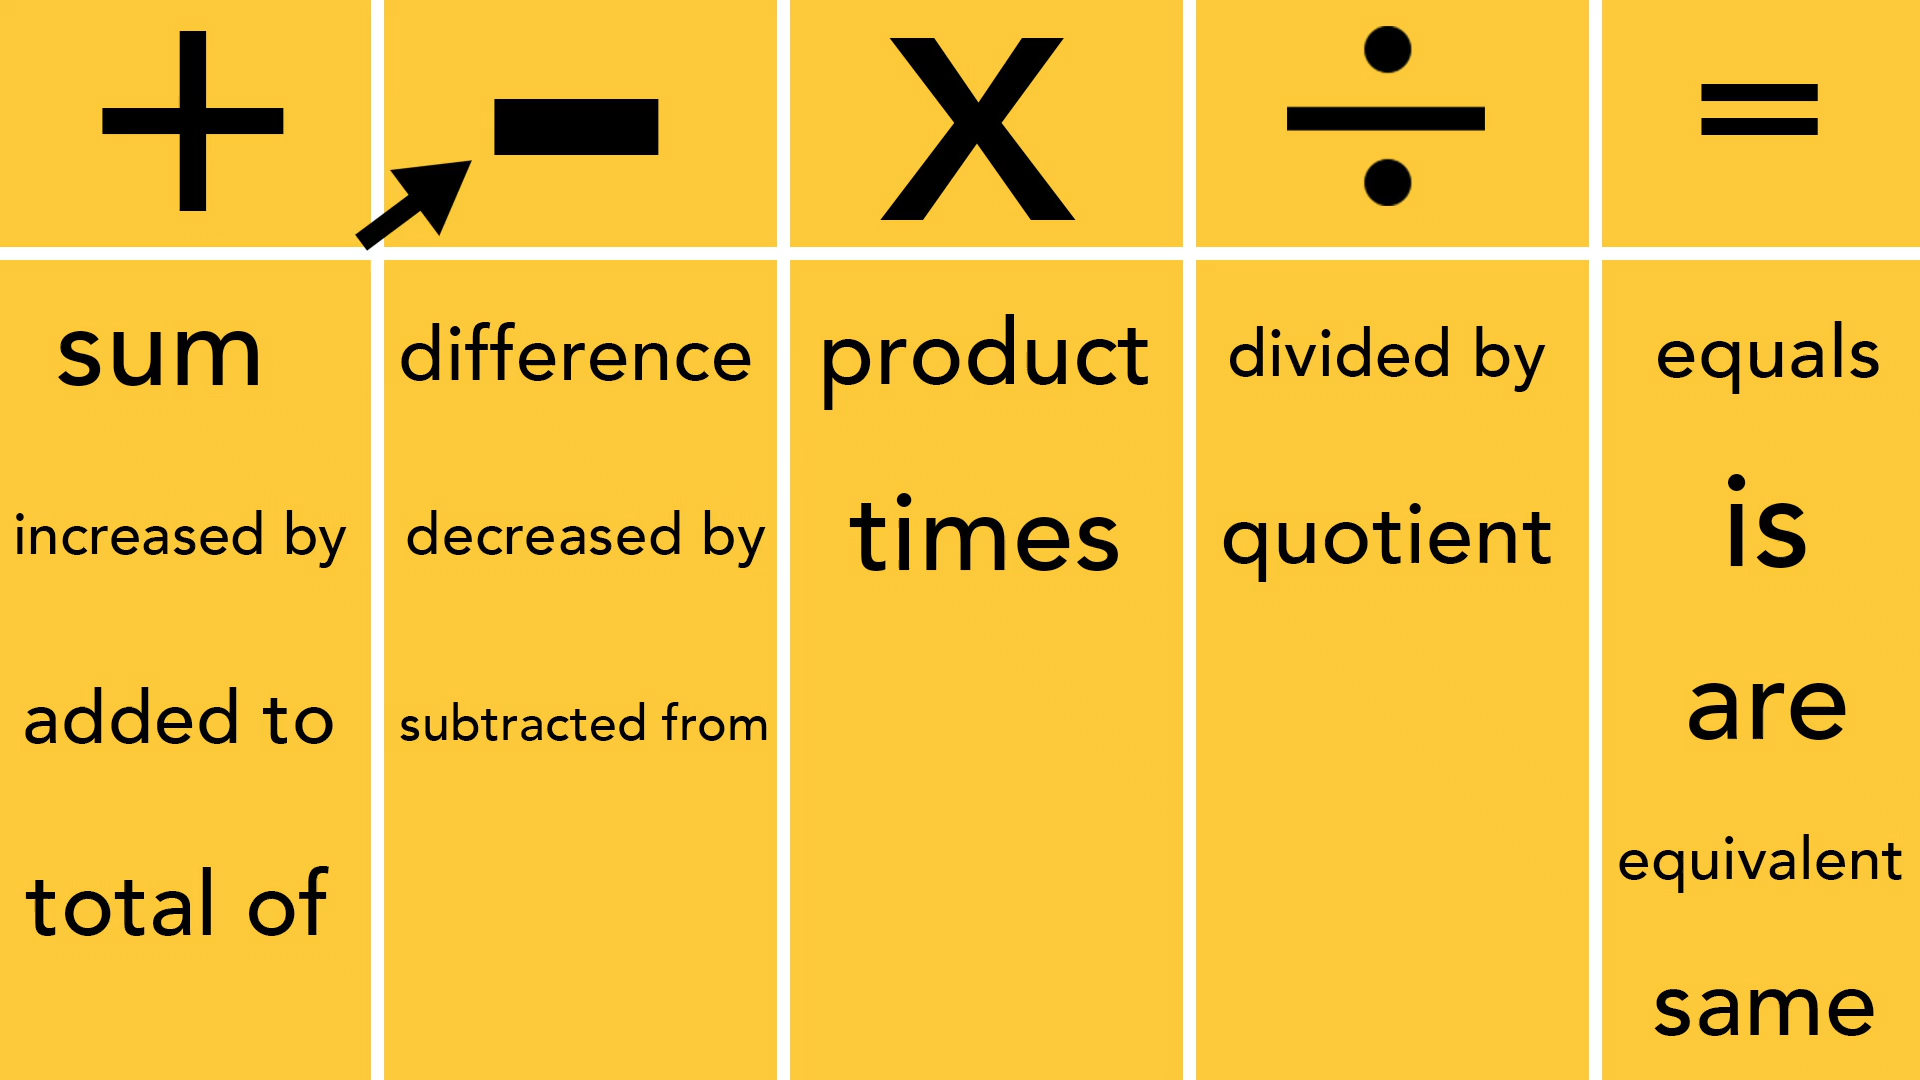 + - X ÷ =
sum difference product divided by equals
increased by decreased by times quotient is
added to subtracted from are
total of equivalent
same